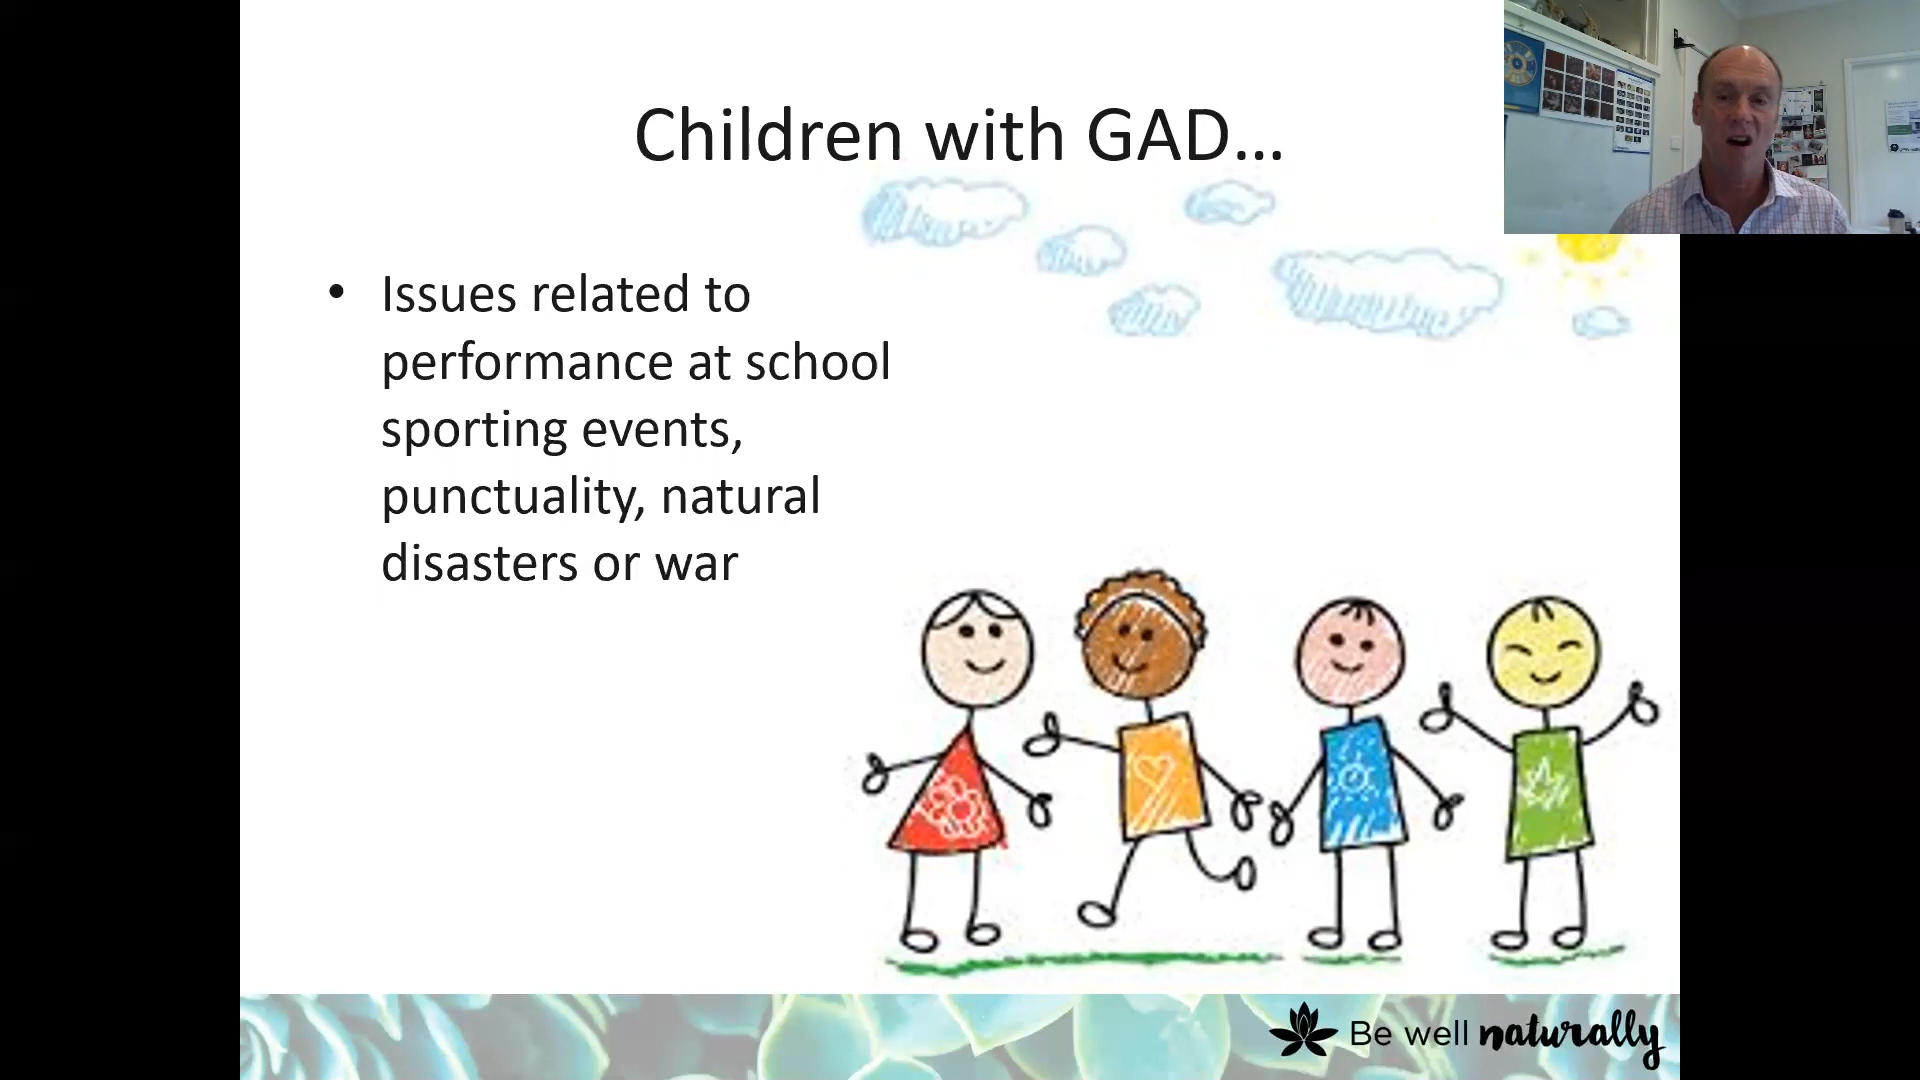 Children with GAD...
• Issues related to
performance at school
sporting events,
punctuality, natural
disasters or war
Be well naturally